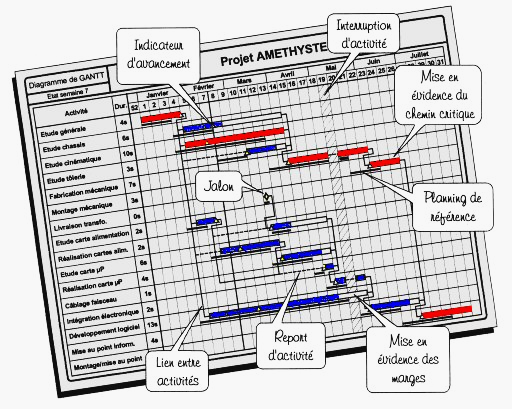 Indicateur
d'avancement
Interruption
d'activité
Projet AMETHYSTE
Diagramme de GANTT
Etat semaine 7
Janvier
Février
Mars
Avril
Mai
Juin
Juillet
Activité
Dur.
52 1 2 3 4
6 7 8
10 11 12 13 14 15 16 17 18 19 20 21 22 23 24 25 26
30 31
Mise en
évidence du
chemin critique
Etude générale 4s
Etude chassis 6s
Etude cinématique 10s
Etude tôlerie 3s
Fabrication mécanique 7s
Montage mécanique 3s
Livraison transfo. 0s
Etude carte alimentation 2s
Réalisation cartes alim. 2s
Etude carte µP 6s
Réalisation carte µP 4s
Câblage faisceau 1s
Intégration électronique 2s
Développement logiciel 13s
Mise au point inform. 4s
Montage/mise au point
Jalon
Planning de
référence
Lien entre
activités
Report
d'activité
Mise en
évidence des
marges